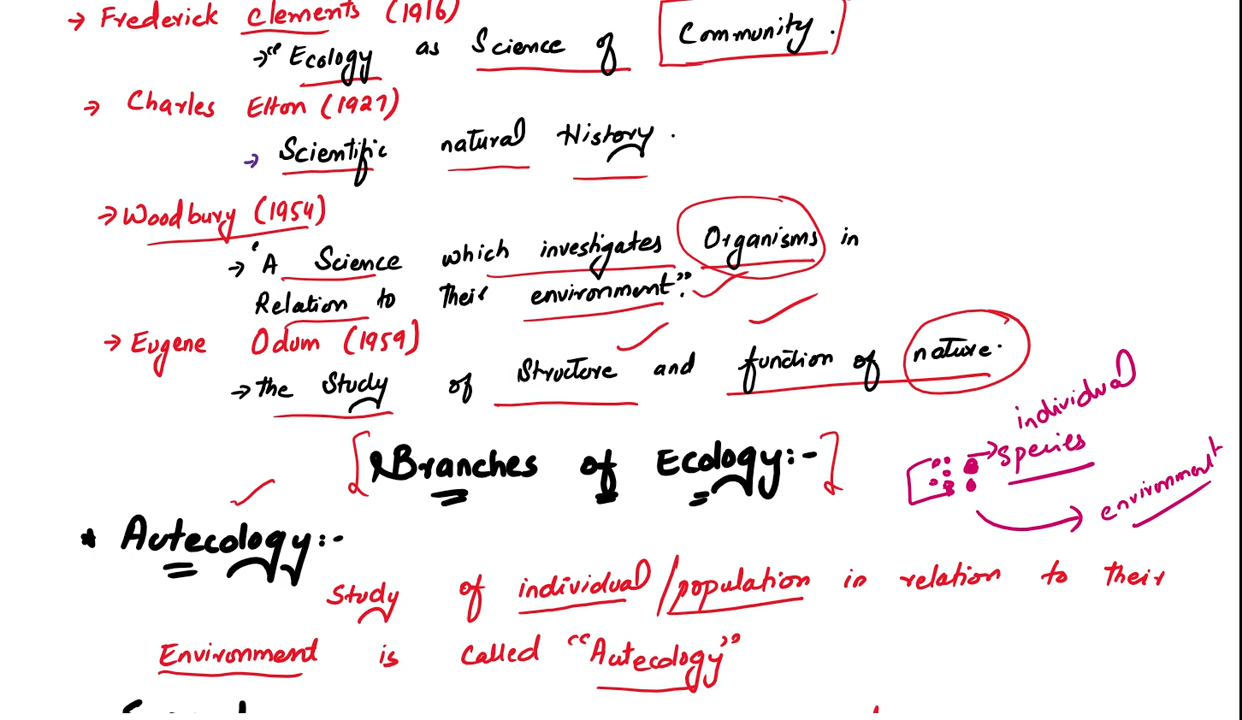 → Frederick Clements (1916)
→ "Ecology as Science of Community.
→ Charles Elton (1927)
→ Scientific natural History.
→ Woodbury (1954)
→ 'A Science which investigates Organisms in
Relation to Their environment".
→ Eugene Odum (1959)
→ the Study of Structure and function of nature.
individual
→ species
environment
[Branches of Ecology:-]
* Autecology:-
Study of individual/population in relation to their
Environment is called "Autecology"